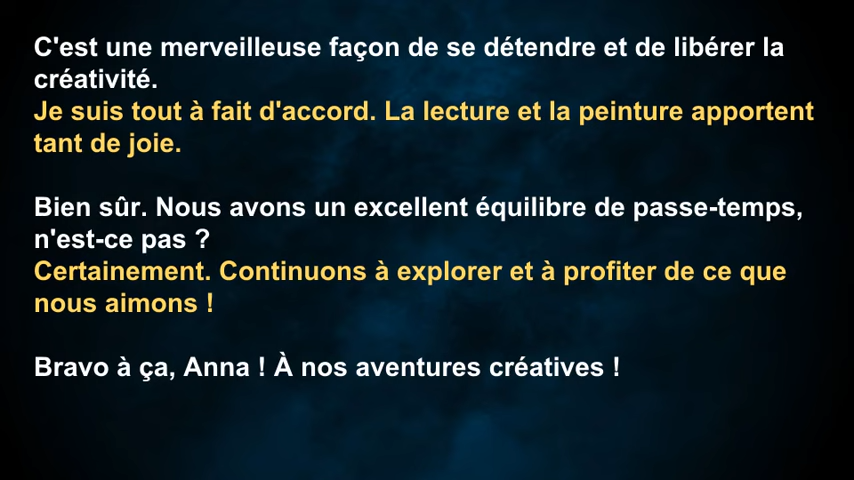 C'est une merveilleuse façon de se détendre et de libérer la
créativité.
Je suis tout à fait d'accord. La lecture et la peinture apportent
tant de joie.
Bien sûr. Nous avons un excellent équilibre de passe-temps,
n'est-ce pas ?
Certainement. Continuons à explorer et à profiter de ce que
nous aimons !
Bravo à ça, Anna ! À nos aventures créatives !